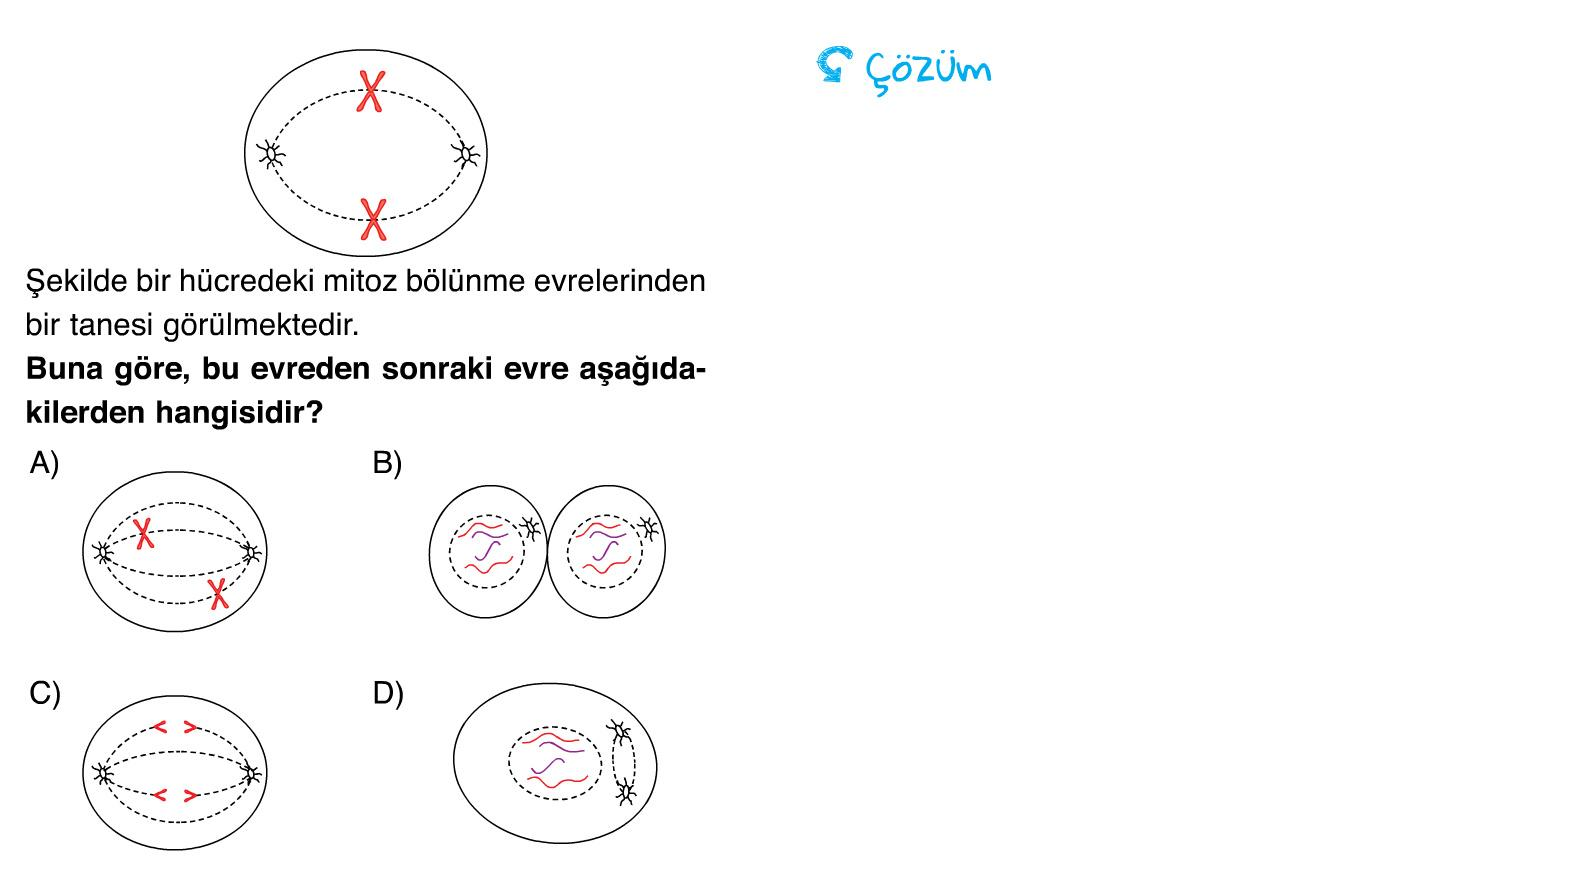 Çözüm
Şekilde bir hücredeki mitoz bölünme evrelerinden
bir tanesi görülmektedir.
Buna göre, bu evreden sonraki evre aşağıda-
kilerden hangisidir?
A)
B)
C)
D)